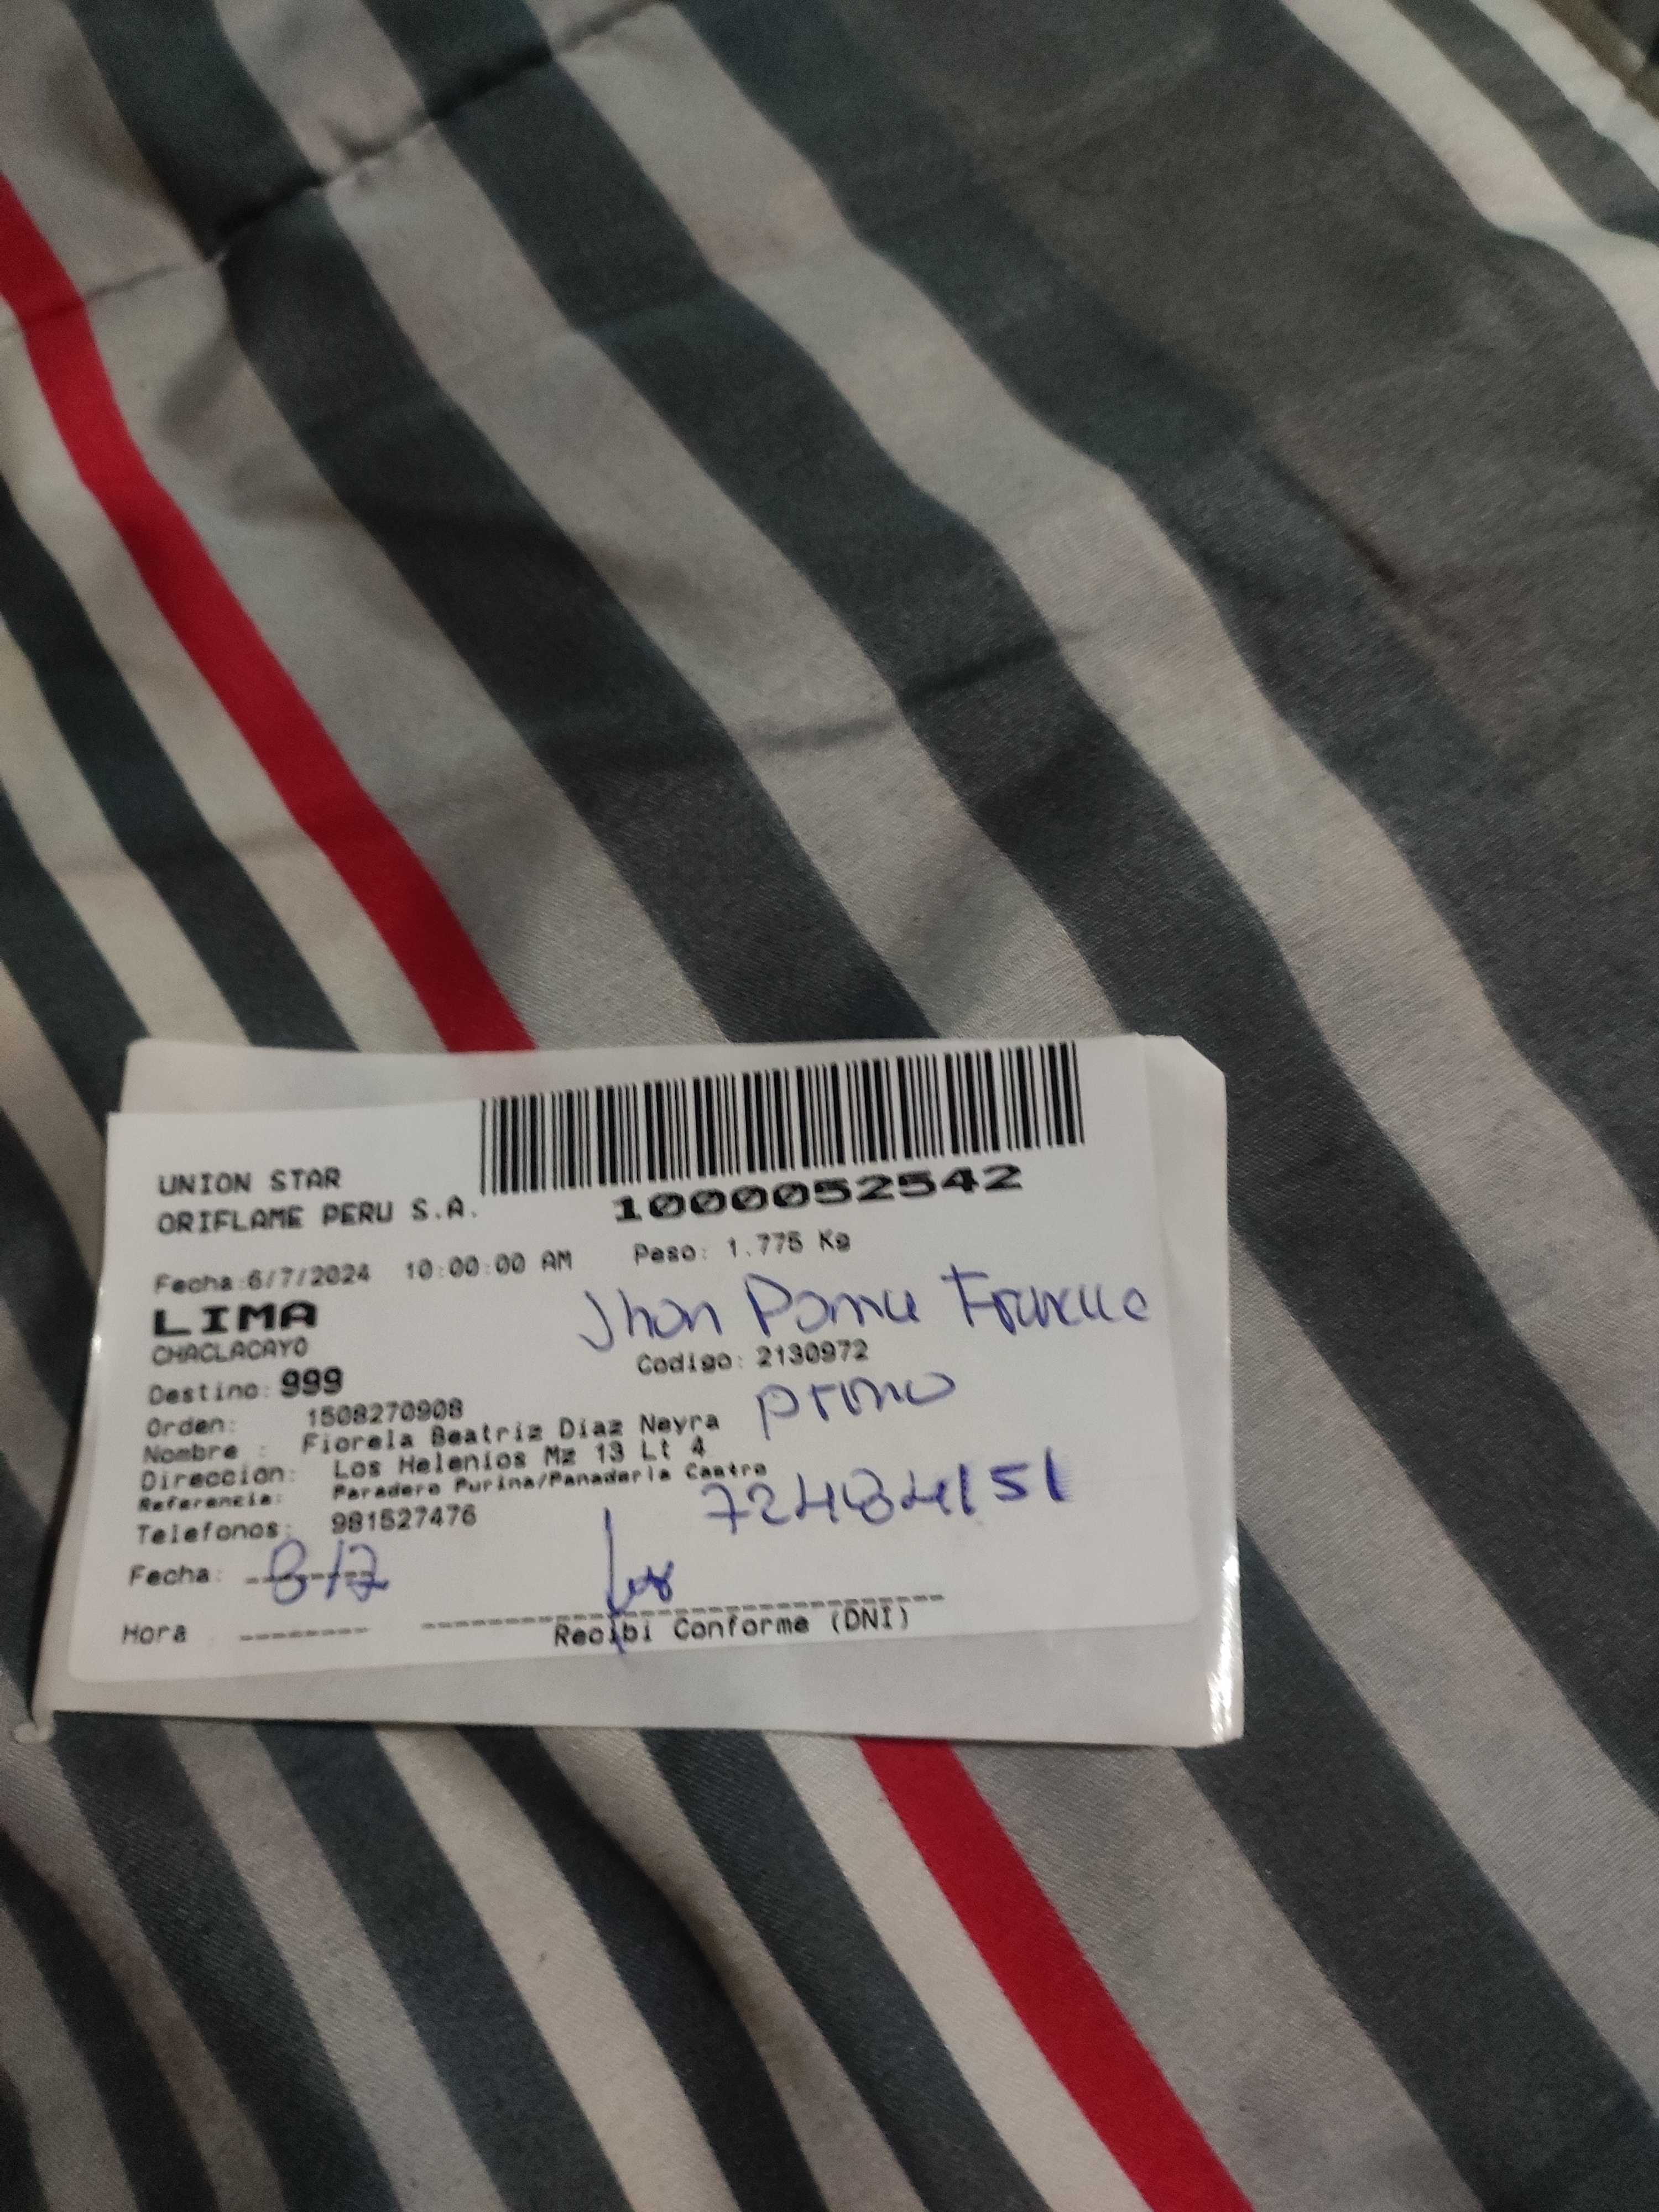 UNION STAR
ORIFLAME PERU S.A.
1000052542
Fecha:6/7/2024 10:00:00 AM Peso: 1.775 Kg
LIMA
CHACLACAYO
Jhon Poma
Codigo: 2130972
Destino: 999
primo
Orden: 1508270908
Nombre : Fiorela Beatriz Diaz Neyra
Direccion: Los Helenios Mz 13 Lt 4
Referencia: Paradero Purina/Panaderia Castro
72484151
Telefonos: 981527476
Fecha: 8/7
Hora
Recibi Conforme (DNI)